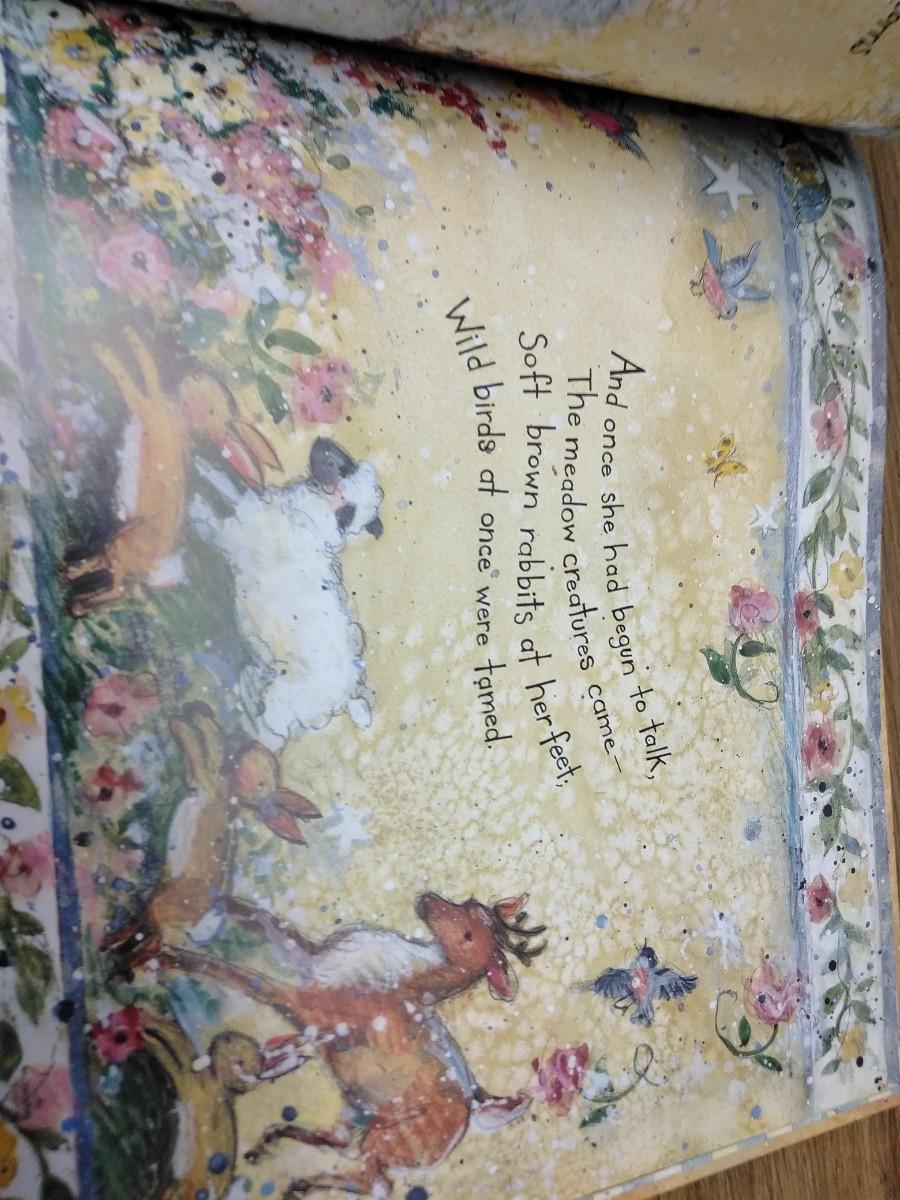 And once she had begun to talk,
The meadow creatures came—
Soft brown rabbits at her feet;
Wild birds at once were tamed.